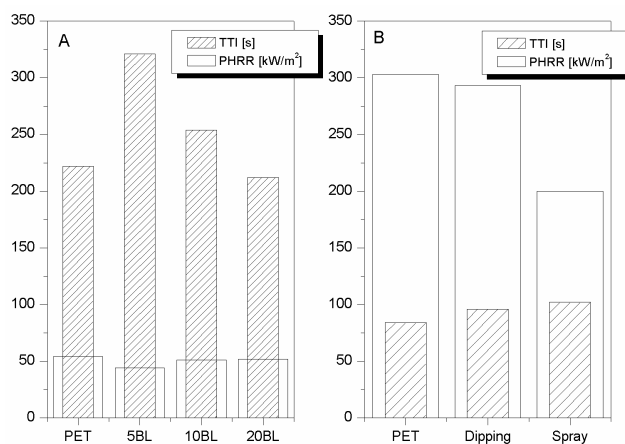 A
TTI [s]
PHRR [kW/m²]
350
300
250
200
150
100
50
0
PET 5BL 10BL 20BL
B
TTI [s]
PHRR [kW/m²]
350
300
250
200
150
100
50
0
PET Dipping Spray